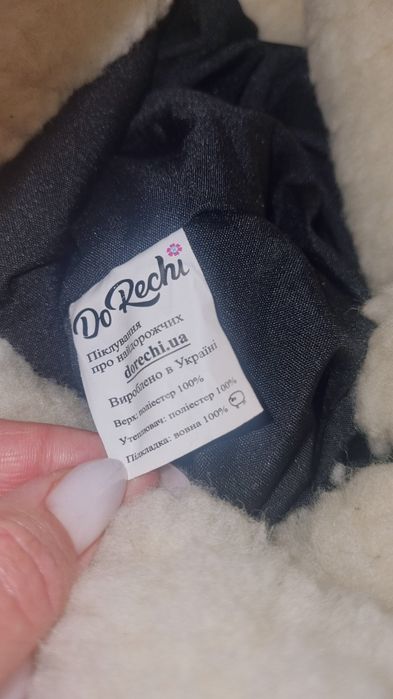 DoRechi
Піклування
про найдорожчих
dorechi.ua
Вироблено в Україні
Верх: поліестер 100%
Утеплювач: поліестер 100%
Підкладка: вовна 100%